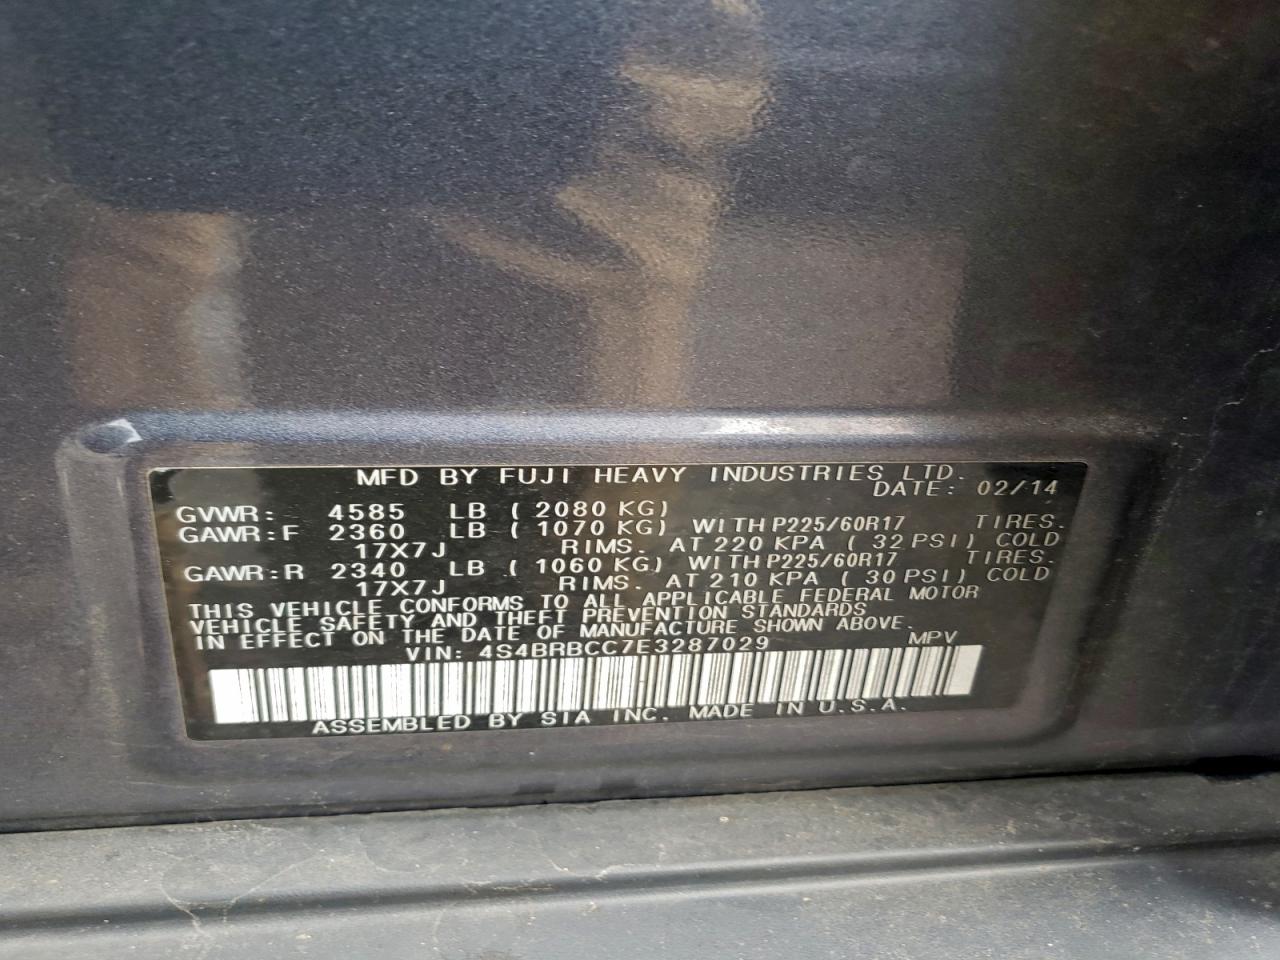 MFD BY FUJI HEAVY INDUSTRIES LTD.
DATE: 02/14
GVWR: 4585 LB ( 2080 KG)
GAWR:F 2360 LB ( 1070 KG) WITH P225/60R17 TIRES.
17X7J RIMS. AT 220 KPA ( 32 PSI) COLD
GAWR:R 2340 LB ( 1060 KG) WITH P225/60R17 TIRES.
17X7J RIMS. AT 210 KPA ( 30 PSI) COLD
THIS VEHICLE CONFORMS TO ALL APPLICABLE FEDERAL MOTOR
VEHICLE SAFETY AND THEFT PREVENTION STANDARDS
IN EFFECT ON THE DATE OF MANUFACTURE SHOWN ABOVE.
VIN: 4S4BRBCC7E3287029 MPV
ASSEMBLED BY SIA INC. MADE IN U.S.A.